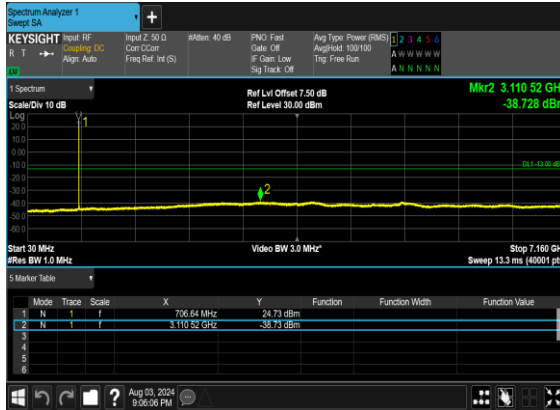 Spectrum Analyzer 1
Swept SA
+
KEYSIGHT Input: RF Input Z: 50 Ω #Atten: 40 dB PNO: Fast Avg Type: Power (RMS) 1 2 3 4 5 6
R T Coupling: DC Corr CCorr Gate: Off Avg|Hold: 100/100 A W W W W W
Align: Auto Freq Ref: Int (S) IF Gain: Low Trig: Free Run
Sig Track: Off A N N N N N
1 Spectrum Ref Lvl Offset 7.50 dB Mkr2 3.110 52 GH
Scale/Div 10 dB Ref Level 30.00 dBm -38.728 dBr
Log
20.0
10.0
0.00
-10.0
-20.0
-30.0
-40.0
-50.0
-60.0
1
DL1 -13.00 dB
2
Start 30 MHz Video BW 3.0 MHz* Stop 7.160 GH
#Res BW 1.0 MHz Sweep 13.3 ms (40001 pt
5 Marker Table
Mode Trace Scale X Y Function Function Width Function Value
1 N 1 f 706.64 MHz 24.73 dBm
2 N 1 f 3.110 52 GHz -38.73 dBm
3
4
5
6
? Aug 03, 2024
9:06:06 PM